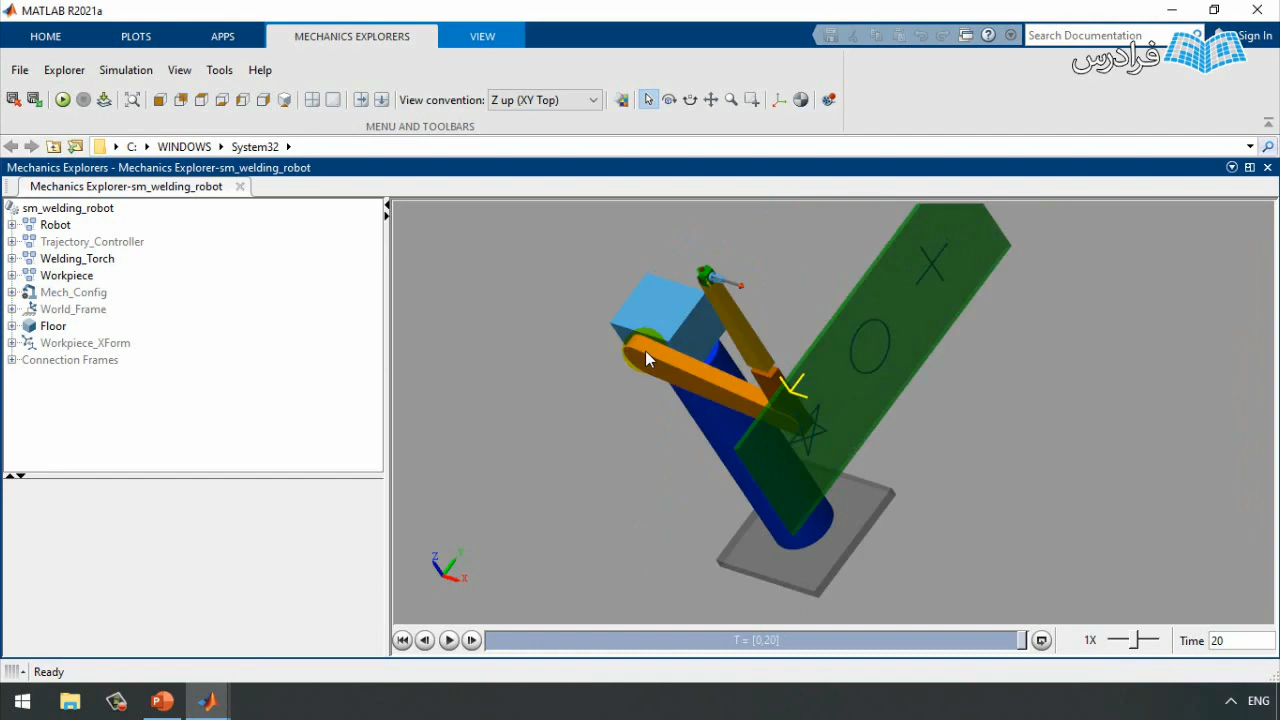 MATLAB R2021a
HOME PLOTS APPS MECHANICS EXPLORERS VIEW Search Documentation Sign In
فرادرس
File Explorer Simulation View Tools Help
View convention: Z up (XY Top)
MENU AND TOOLBARS
C: WINDOWS System32
Mechanics Explorers - Mechanics Explorer-sm_welding_robot
Mechanics Explorer-sm_welding_robot
sm_welding_robot
Robot
Trajectory_Controller
Welding_Torch
Workpiece
Mech_Config
World_Frame
Floor
Workpiece_XForm
Connection Frames
X
Z Y X
T = [0,20] 1X Time 20
Ready
ENG